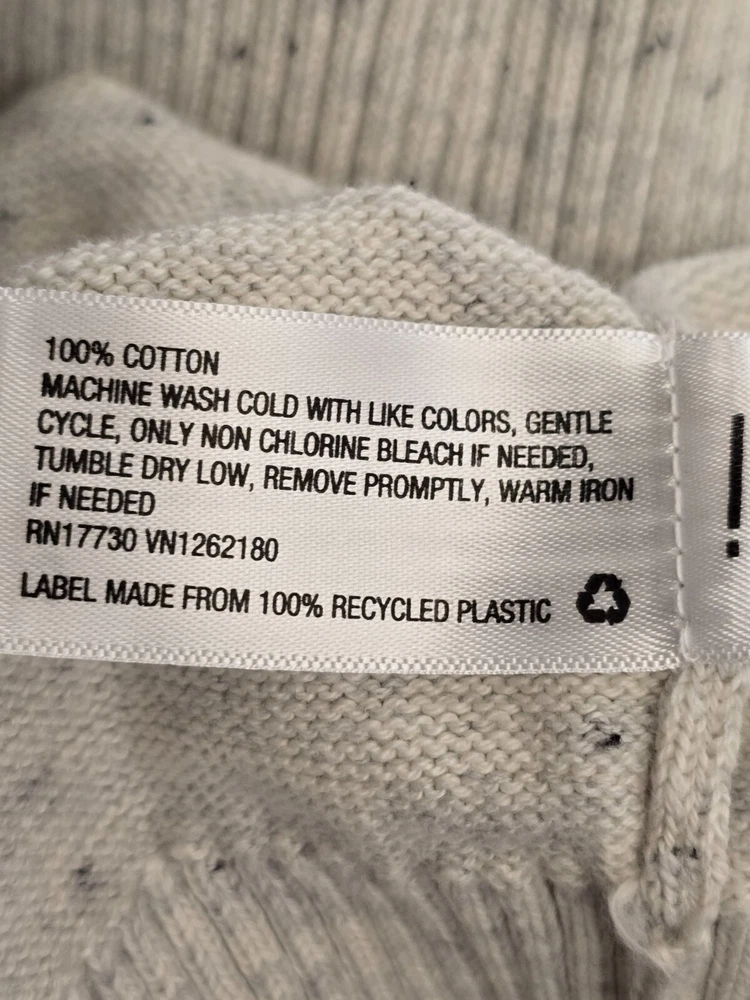 100% COTTON
MACHINE WASH COLD WITH LIKE COLORS, GENTLE
CYCLE, ONLY NON CHLORINE BLEACH IF NEEDED,
TUMBLE DRY LOW, REMOVE PROMPTLY, WARM IRON
IF NEEDED
RN17730 VN1262180
LABEL MADE FROM 100% RECYCLED PLASTIC